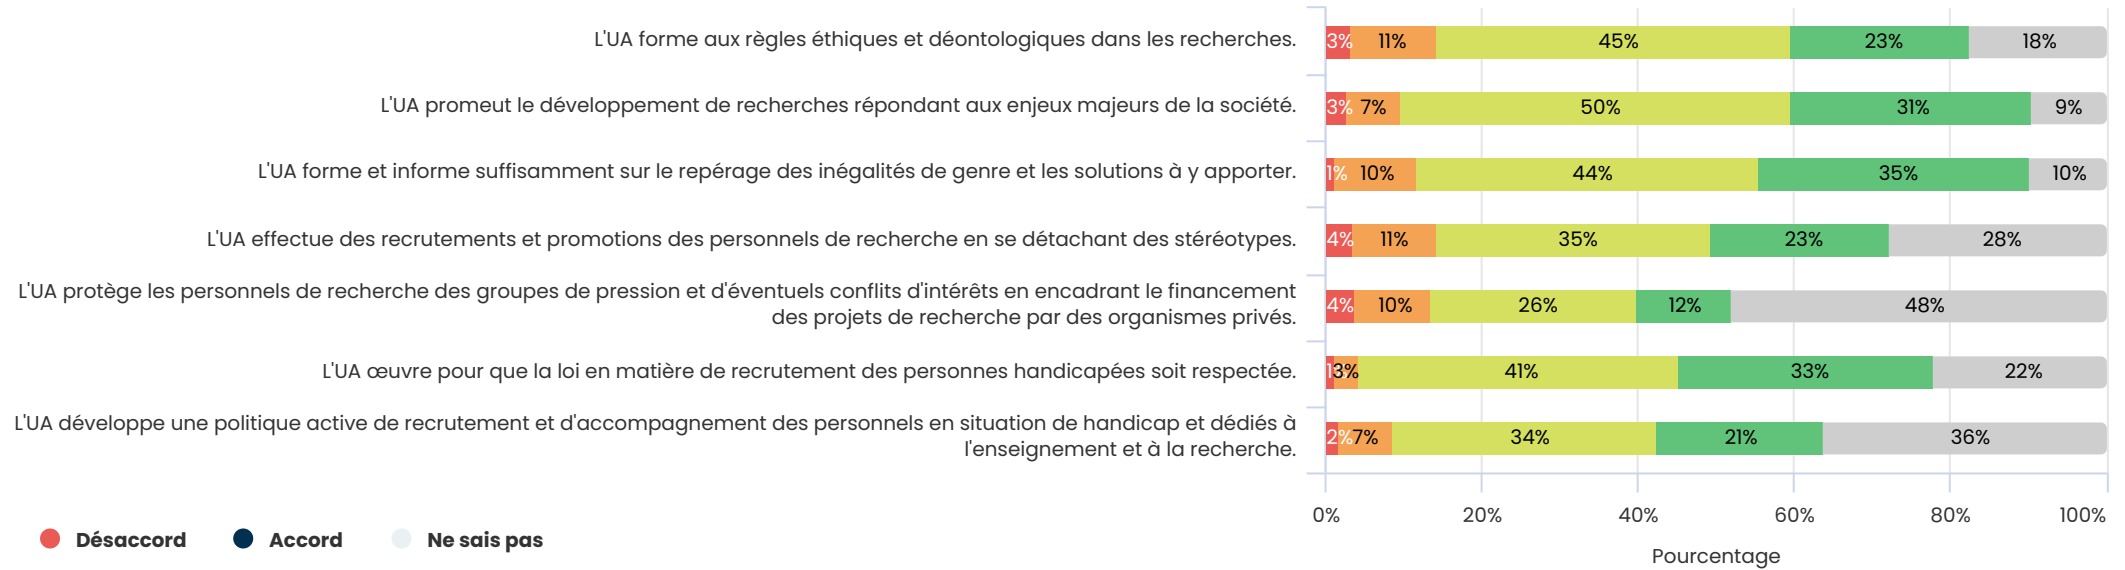 L'UA forme aux règles éthiques et déontologiques dans les recherches.
3% 11% 45% 23% 18%
L'UA promeut le développement de recherches répondant aux enjeux majeurs de la société.
3% 7% 50% 31% 9%
L'UA forme et informe suffisamment sur le repérage des inégalités de genre et les solutions à y apporter.
1% 10% 44% 35% 10%
L'UA effectue des recrutements et promotions des personnels de recherche en se détachant des stéréotypes.
4% 11% 35% 23% 28%
L'UA protège les personnels de recherche des groupes de pression et d'éventuels conflits d'intérêts en encadrant le financement
des projets de recherche par des organismes privés.
4% 10% 26% 12% 48%
L'UA œuvre pour que la loi en matière de recrutement des personnes handicapées soit respectée.
1 3% 41% 33% 22%
L'UA développe une politique active de recrutement et d'accompagnement des personnels en situation de handicap et dédiés à
l'enseignement et à la recherche.
2% 7% 34% 21% 36%
0% 20% 40% 60% 80% 100%
Pourcentage
Désaccord Accord Ne sais pas